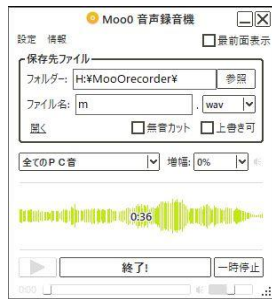 Moo0 音声録音機
設定 情報 最前面表示
保存先ファイル
フォルダー: H:¥MooOrecorder¥ 参照
ファイル名: m . wav
開く 無音カット 上書き可
全てのPC音 増幅: 0%
0:36
終了! 一時停止